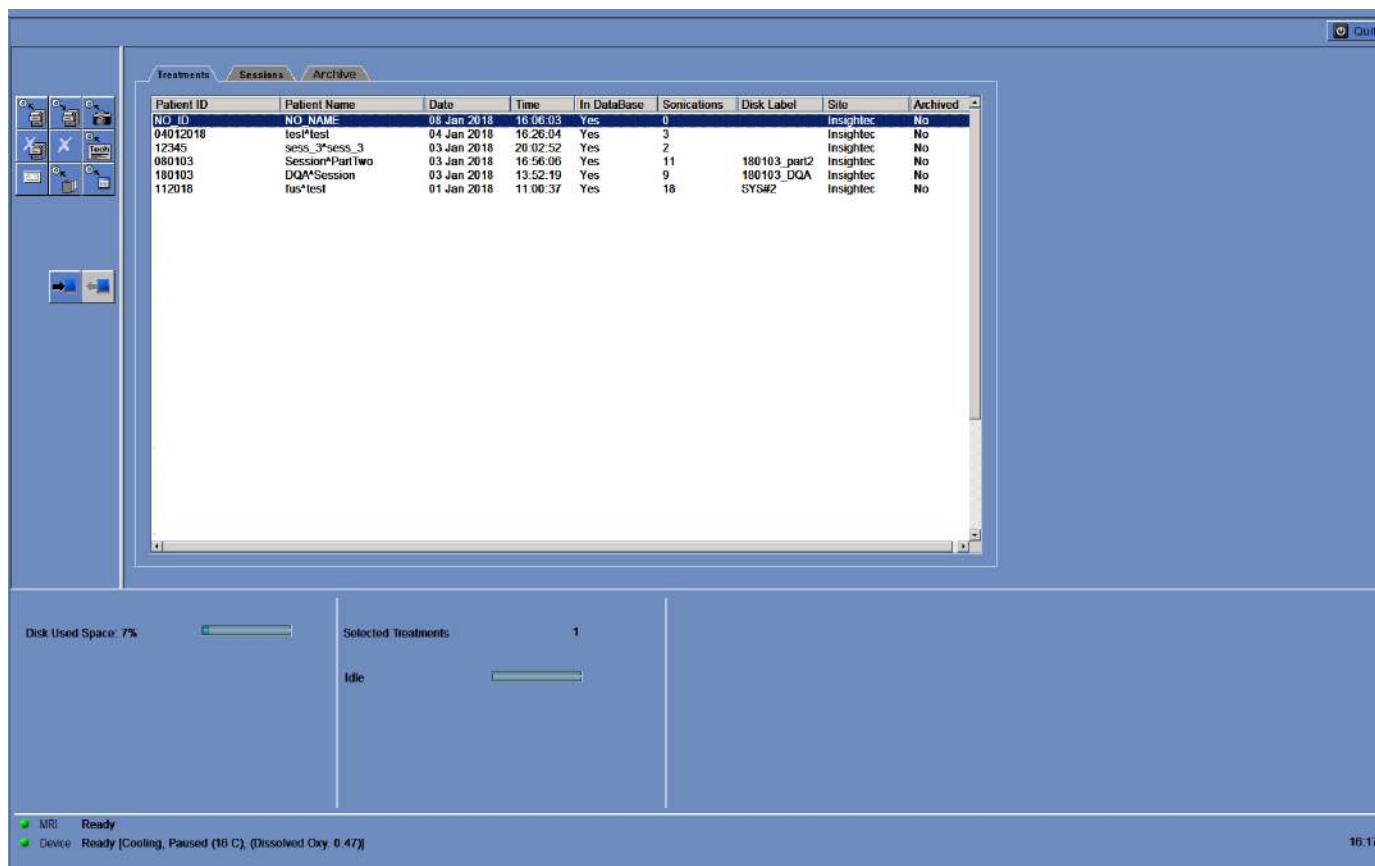 Quit
Treatments Sessions Archive
Patient ID Patient Name Date Time In DataBase Sonications Disk Label Site Archived
NO_ID NO_NAME 08 Jan 2018 16:06:03 Yes 0 Insightec No
04012018 test^test 04 Jan 2018 16:26:04 Yes 3 Insightec No
12345 sess_3^sess_3 03 Jan 2018 20:02:52 Yes 2 Insightec No
080103 Session^PartTwo 03 Jan 2018 16:56:06 Yes 11 180103_part2 Insightec No
180103 DQA^Session 03 Jan 2018 13:52:19 Yes 9 180103_DQA Insightec No
112018 fus^test 01 Jan 2018 11:00:37 Yes 18 SYS#2 Insightec No
Tech
Disk Used Space: 7% Selected Treatments 1
Idle
MRI Ready
Device Ready [Cooling, Paused (16 C), (Dissolved Oxy. 0.47)] 16:17